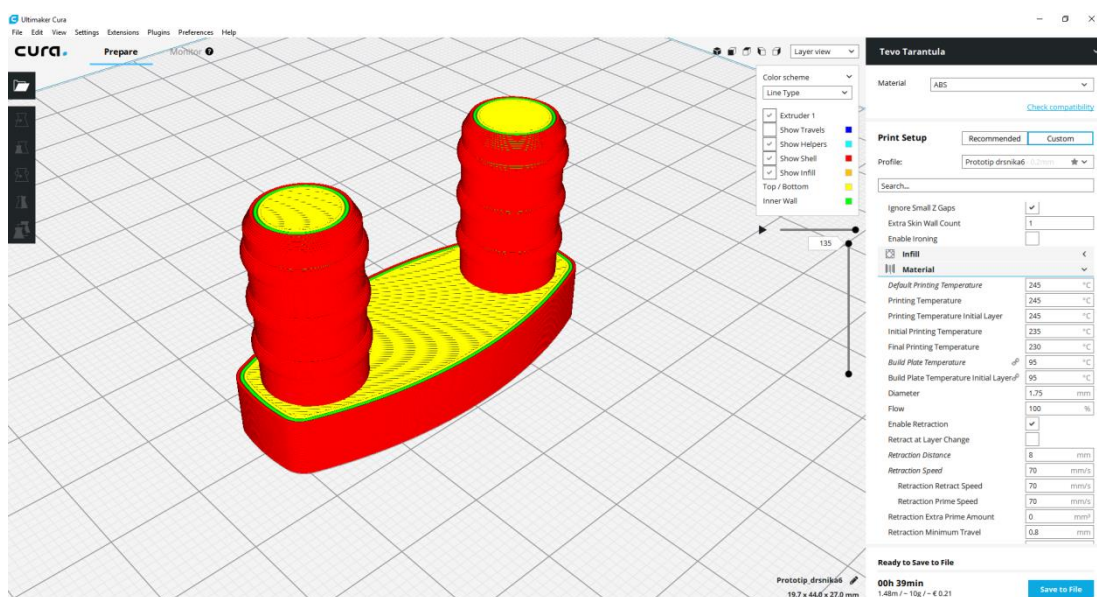 Ultimaker Cura
File Edit View Settings Extensions Plugins Preferences Help
cura.
Prepare
Monitor
Layer view
Color scheme
Line Type
Extruder 1
Show Travels
Show Helpers
Show Shell
Show Infill
Top / Bottom
Inner Wall
135
Prototip_drsnika6
19.7 x 44.0 x 27.0 mm
Tevo Tarantula
Material ABS
Check compatibility
Print Setup Recommended Custom
Profile: Prototip drsnika6 0.2mm
Search...
Ignore Small Z Gaps
Extra Skin Wall Count 1
Enable Ironing
Infill
Material
Default Printing Temperature 245 °C
Printing Temperature 245 °C
Printing Temperature Initial Layer 245 °C
Initial Printing Temperature 235 °C
Final Printing Temperature 230 °C
Build Plate Temperature 95 °C
Build Plate Temperature Initial Layer 95 °C
Diameter 1.75 mm
Flow 100 %
Enable Retraction
Retract at Layer Change
Retraction Distance 8 mm
Retraction Speed 70 mm/s
Retraction Retract Speed 70 mm/s
Retraction Prime Speed 70 mm/s
Retraction Extra Prime Amount 0 mm³
Retraction Minimum Travel 0.8 mm
Ready to Save to File
00h 39min
1.48m / ~ 10g / ~ € 0.21
Save to File